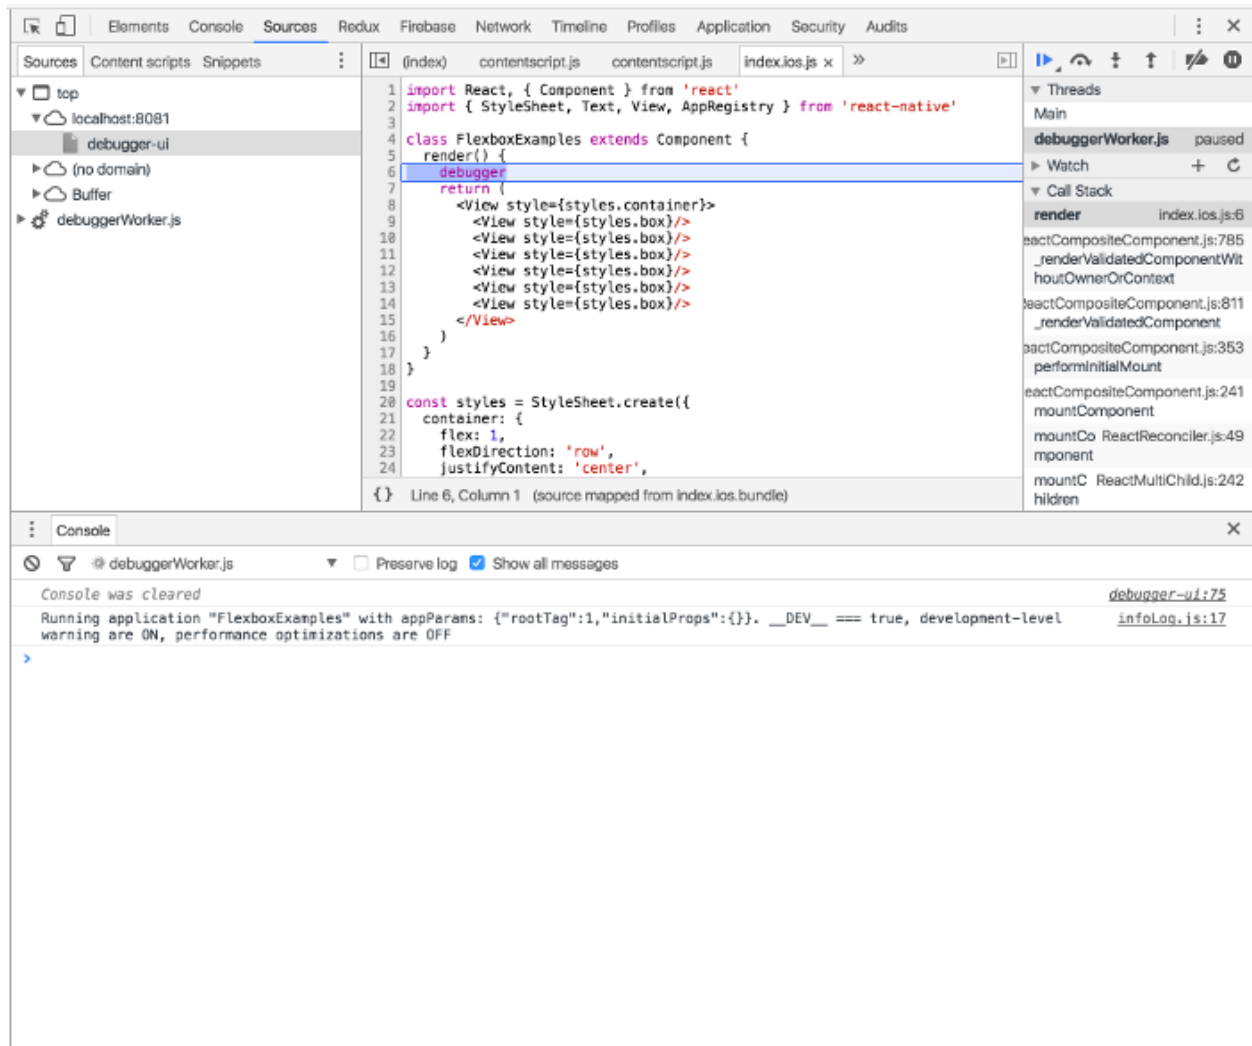 Elements Console Sources Redux Firebase Network Timeline Profiles Application Security Audits
Sources Content scripts Snippets
top
localhost:8081
debugger-ui
(no domain)
Buffer
debuggerWorker.js
(index) contentscript.js contentscript.js index.ios.js × »
1 import React, { Component } from 'react'
2 import { StyleSheet, Text, View, AppRegistry } from 'react-native'
3
4 class FlexboxExamples extends Component {
5 render() {
6 debugger
7 return (
8 <View style={styles.container}>
9 <View style={styles.box}/>
10 <View style={styles.box}/>
11 <View style={styles.box}/>
12 <View style={styles.box}/>
13 <View style={styles.box}/>
14 <View style={styles.box}/>
15 </View>
16 )
17 }
18 }
19
20 const styles = StyleSheet.create({
21 container: {
22 flex: 1,
23 flexDirection: 'row',
24 justifyContent: 'center',
{} Line 6, Column 1 (source mapped from index.ios.bundle)
Threads
Main
debuggerWorker.js paused
Watch
Call Stack
render index.ios.js:6
eactCompositeComponent.js:785
_renderValidatedComponentWit
houtOwnerOrContext
eactCompositeComponent.js:811
_renderValidatedComponent
eactCompositeComponent.js:353
performInitialMount
eactCompositeComponent.js:241
mountComponent
mountCo ReactReconciler.js:49
mponent
mountC ReactMultiChild.js:242
hildren
Console
debuggerWorker.js Preserve log Show all messages
Console was cleared debugger-ui:75
Running application "FlexboxExamples" with appParams: {"rootTag":1,"initialProps":{}}. __DEV__ === true, development-level infoLog.js:17
warning are ON, performance optimizations are OFF